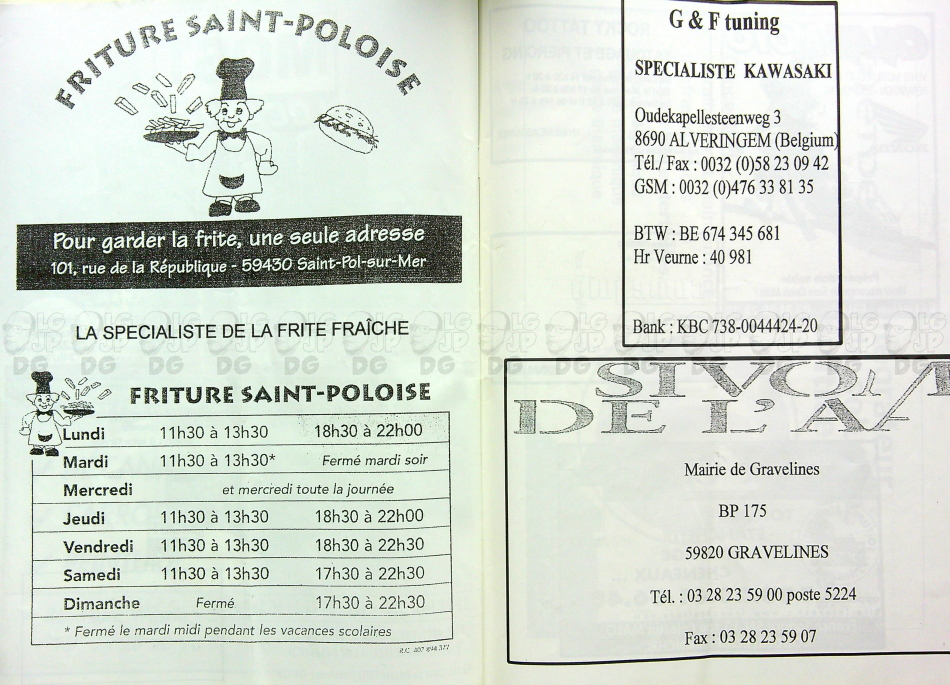 FRITURE SAINT-POLOISE
Pour garder la frite, une seule adresse
101, rue de la République - 59430 Saint-Pol-sur-Mer
LA SPECIALISTE DE LA FRITE FRAÎCHE
FRITURE SAINT-POLOISE
Lundi 11h30 à 13h30 18h30 à 22h00
Mardi 11h30 à 13h30* Fermé mardi soir
Mercredi et mercredi toute la journée
Jeudi 11h30 à 13h30 18h30 à 22h00
Vendredi 11h30 à 13h30 18h30 à 22h30
Samedi 11h30 à 13h30 17h30 à 22h30
Dimanche Fermé 17h30 à 22h30
* Fermé le mardi midi pendant les vacances scolaires
G & F tuning
SPECIALISTE KAWASAKI
Oudekapellesteenweg 3
8690 ALVERINGEM (Belgium)
Tél./ Fax : 0032 (0)58 23 09 42
GSM : 0032 (0)476 33 81 35
BTW : BE 674 345 681
Hr Veurne : 40 981
Bank : KBC 738-0044424-20
SIVOM
DE L'AA
Mairie de Gravelines
BP 175
59820 GRAVELINES
Tél. : 03 28 23 59 00 poste 5224
Fax : 03 28 23 59 07